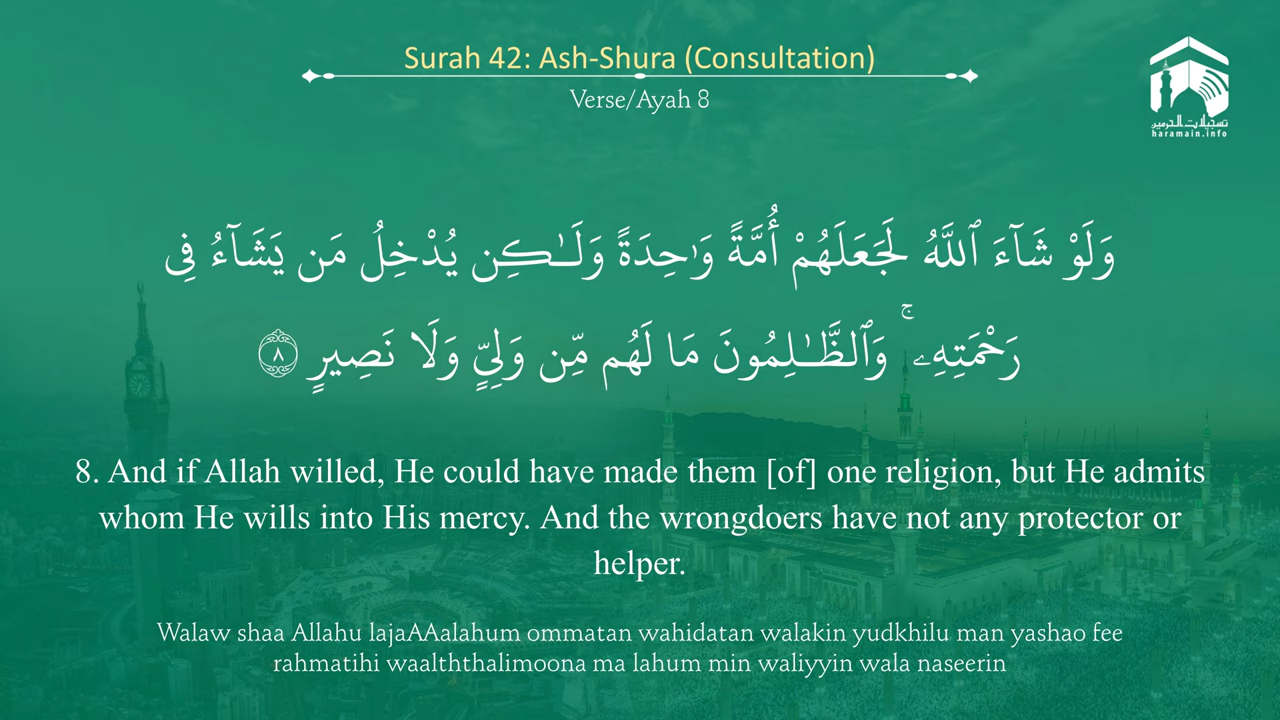 Surah 42: Ash-Shura (Consultation)
Verse/Ayah 8
تسجيلات الحرمين
haramain.info
وَلَوْ شَآءَ ٱللَّهُ لَجَعَلَهُمْ أُمَّةً وَٰحِدَةً وَلَـٰكِن يُدْخِلُ مَن يَشَآءُ فِى
رَحْمَتِهِۦ ۚ وَٱلظَّـٰلِمُونَ مَا لَهُم مِّن وَلِىٍّ وَلَا نَصِيرٍ ٨
8. And if Allah willed, He could have made them [of] one religion, but He admits
whom He wills into His mercy. And the wrongdoers have not any protector or
helper.
Walaw shaa Allahu lajaAAalahum ommatan wahidatan walakin yudkhilu man yashao fee
rahmatihi waalththalimoona ma lahum min waliyyin wala naseerin